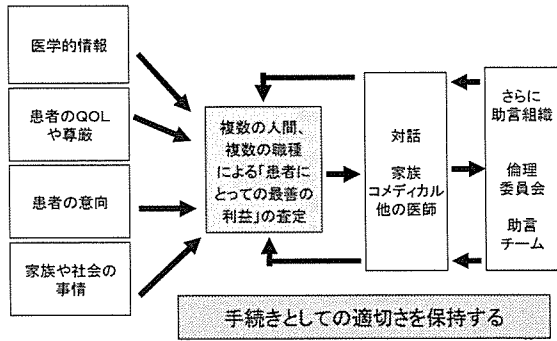 医学的情報
患者のQOL
や尊厳
患者の意向
家族や社会の
事情
複数の人間、
複数の職種
による「患者に
とっての最善の
利益」の査定
対話
家族
コメディカル
他の医師
さらに
助言組織
倫理
委員会
助言
チーム
手続きとしての適切さを保持する